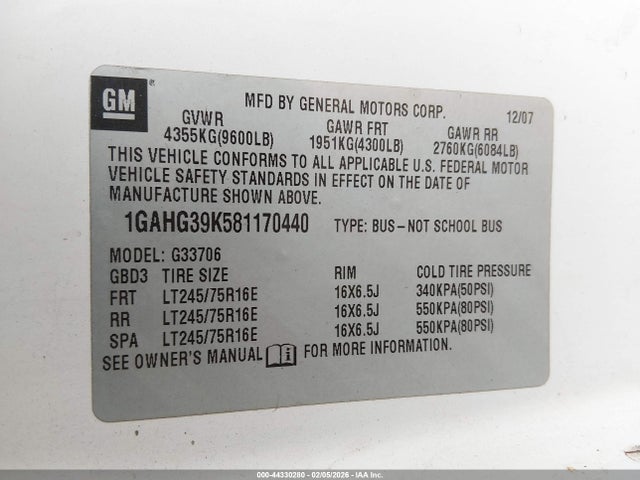 GM
MFD BY GENERAL MOTORS CORP. 12/07
GVWR GAWR FRT GAWR RR
4355KG(9600LB) 1951KG(4300LB) 2760KG(6084LB)
THIS VEHICLE CONFORMS TO ALL APPLICABLE U.S. FEDERAL MOTOR
VEHICLE SAFETY STANDARDS IN EFFECT ON THE DATE OF
MANUFACTURE SHOWN ABOVE.
1GAHG39K581170440 TYPE: BUS–NOT SCHOOL BUS
MODEL: G33706
GBD3 TIRE SIZE RIM COLD TIRE PRESSURE
FRT LT245/75R16E 16X6.5J 340KPA(50PSI)
RR LT245/75R16E 16X6.5J 550KPA(80PSI)
SPA LT245/75R16E 16X6.5J 550KPA(80PSI)
SEE OWNER'S MANUAL i FOR MORE INFORMATION.
000-44330280 - 02/05/2026 - IAA Inc.